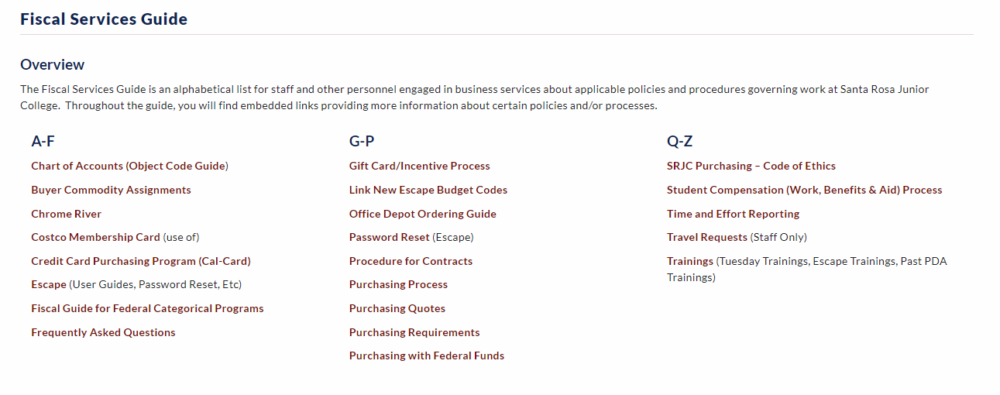 Fiscal Services Guide
Overview
The Fiscal Services Guide is an alphabetical list for staff and other personnel engaged in business services about applicable policies and procedures governing work at Santa Rosa Junior
College.  Throughout the guide, you will find embedded links providing more information about certain policies and/or processes.
A-F
Chart of Accounts (Object Code Guide)
Buyer Commodity Assignments
Chrome River
Costco Membership Card (use of)
Credit Card Purchasing Program (Cal-Card)
Escape (User Guides, Password Reset, Etc)
Fiscal Guide for Federal Categorical Programs
Frequently Asked Questions
G-P
Gift Card/Incentive Process
Link New Escape Budget Codes
Office Depot Ordering Guide
Password Reset (Escape)
Procedure for Contracts
Purchasing Process
Purchasing Quotes
Purchasing Requirements
Purchasing with Federal Funds
Q-Z
SRJC Purchasing – Code of Ethics
Student Compensation (Work, Benefits & Aid) Process
Time and Effort Reporting
Travel Requests (Staff Only)
Trainings (Tuesday Trainings, Escape Trainings, Past PDA
Trainings)